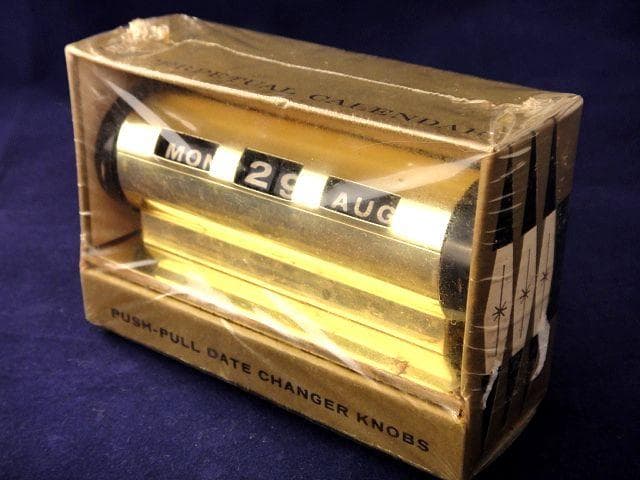 PERPETUAL CALENDAR
MON 29 AUG
PUSH-PULL DATE CHANGER KNOBS